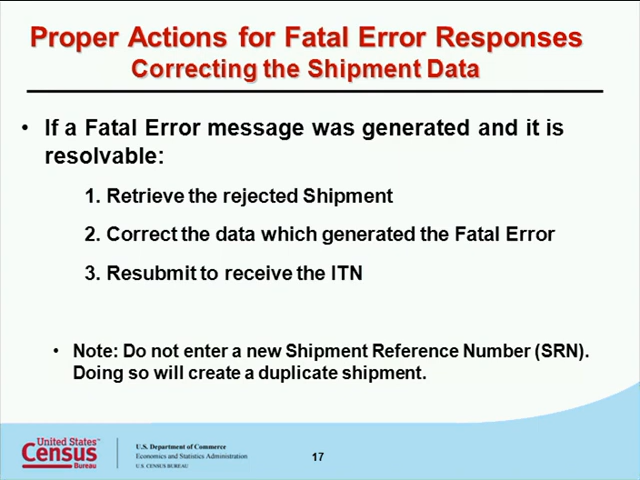 Proper Actions for Fatal Error Responses
Correcting the Shipment Data
• If a Fatal Error message was generated and it is
resolvable:
1. Retrieve the rejected Shipment
2. Correct the data which generated the Fatal Error
3. Resubmit to receive the ITN
• Note: Do not enter a new Shipment Reference Number (SRN).
Doing so will create a duplicate shipment.
United States™
Census
Bureau
U.S. Department of Commerce
Economics and Statistics Administration
U.S. CENSUS BUREAU
17